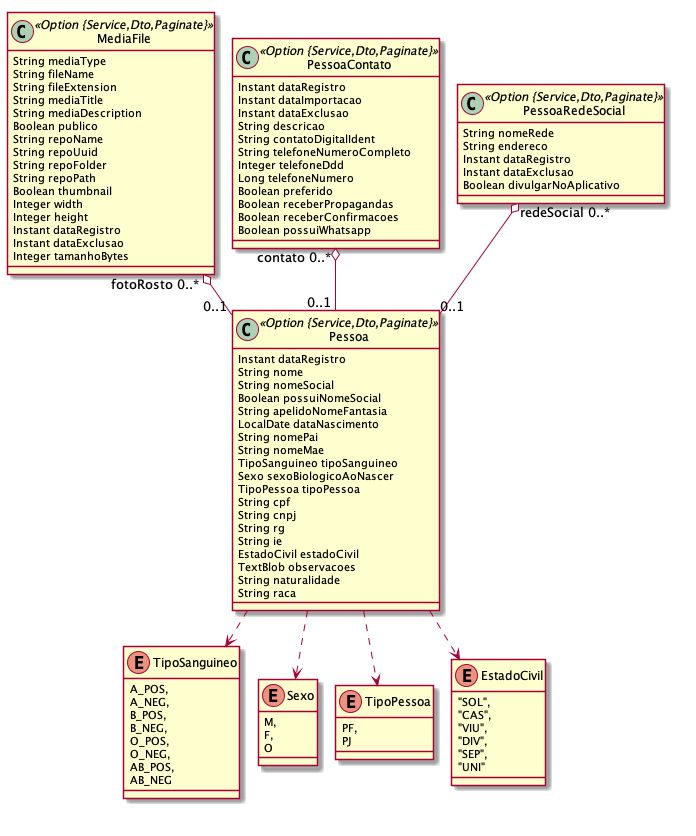 C «Option {Service,Dto,Paginate}»
MediaFile
String mediaType
String fileName
String fileExtension
String mediaTitle
String mediaDescription
Boolean publico
String repoName
String repoUuid
String repoFolder
String repoPath
Boolean thumbnail
Integer width
Integer height
Instant dataRegistro
Instant dataExclusao
Integer tamanhoBytes
C «Option {Service,Dto,Paginate}»
PessoaContato
Instant dataRegistro
Instant dataImportacao
Instant dataExclusao
String descricao
String contatoDigitalIdent
String telefoneNumeroCompleto
Integer telefoneDdd
Long telefoneNumero
Boolean preferido
Boolean receberPropagandas
Boolean receberConfirmacoes
Boolean possuiWhatsapp
C «Option {Service,Dto,Paginate}»
PessoaRedeSocial
String nomeRede
String endereco
Instant dataRegistro
Instant dataExclusao
Boolean divulgarNoAplicativo
fotoRosto 0..*
contato 0..*
redeSocial 0..*
0..1
0..1
0..1
C «Option {Service,Dto,Paginate}»
Pessoa
Instant dataRegistro
String nome
String nomeSocial
Boolean possuiNomeSocial
String apelidoNomeFantasia
LocalDate dataNascimento
String nomePai
String nomeMae
TipoSanguineo tipoSanguineo
Sexo sexoBiologicoAoNascer
TipoPessoa tipoPessoa
String cpf
String cnpj
String rg
String ie
EstadoCivil estadoCivil
TextBlob observacoes
String naturalidade
String raca
E TipoSanguineo
A_POS,
A_NEG,
B_POS,
B_NEG,
O_POS,
O_NEG,
AB_POS,
AB_NEG
E Sexo
M,
F,
O
E TipoPessoa
PF,
PJ
E EstadoCivil
"SOL",
"CAS",
"VIU",
"DIV",
"SEP",
"UNI"